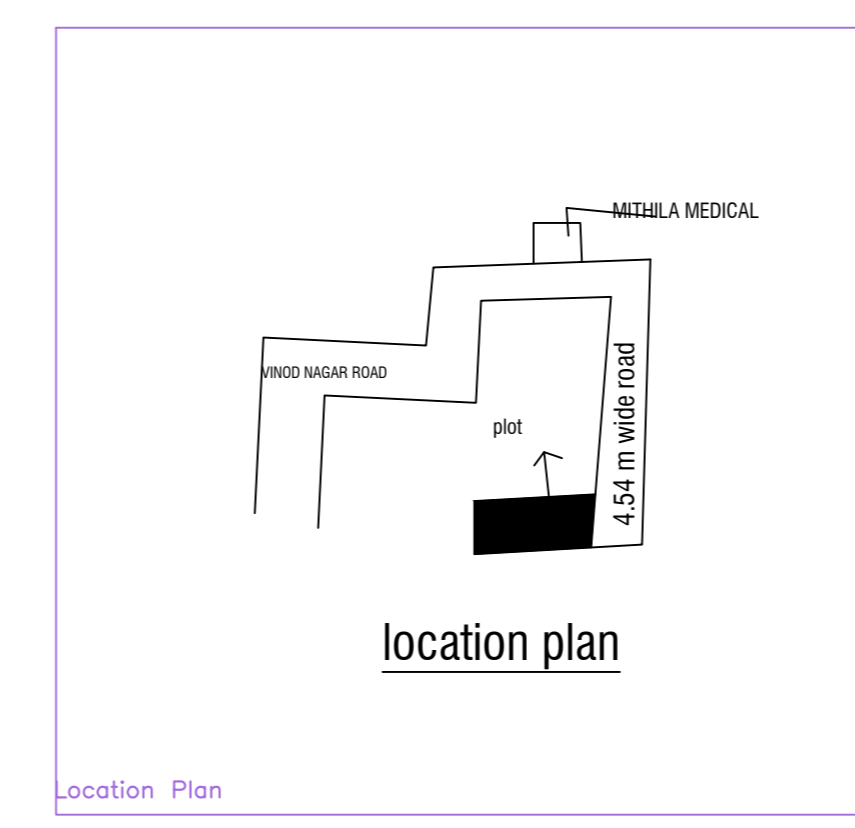 MITHILA MEDICAL
VINOD NAGAR ROAD
4.54 m wide road
plot
location plan
Location Plan